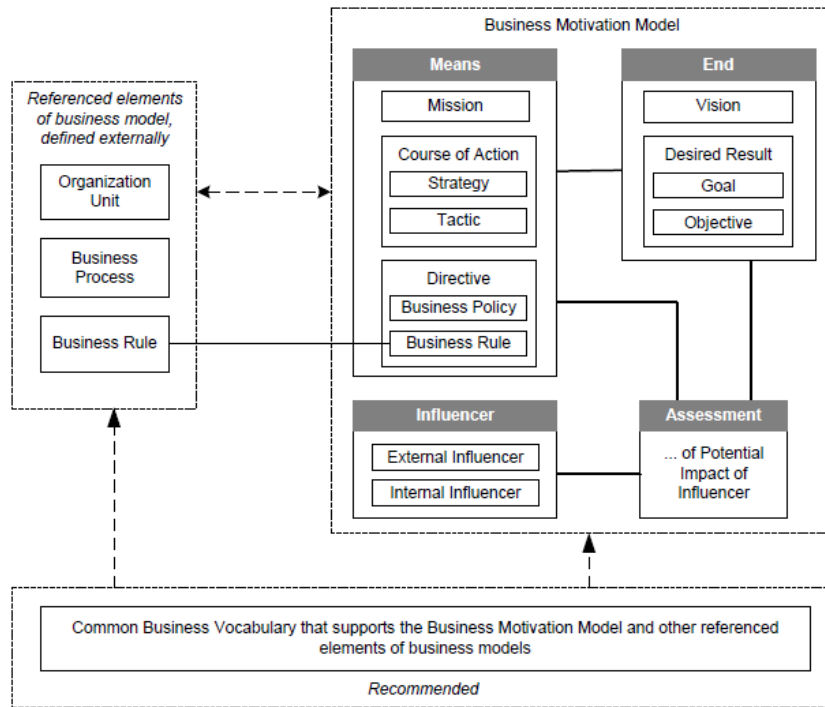 Business Motivation Model
Referenced elements
of business model,
defined externally
Organization
Unit
Business
Process
Business Rule
Means
Mission
Course of Action
Strategy
Tactic
Directive
Business Policy
Business Rule
End
Vision
Desired Result
Goal
Objective
Influencer
External Influencer
Internal Influencer
Assessment
... of Potential
Impact of
Influencer
Common Business Vocabulary that supports the Business Motivation Model and other referenced
elements of business models
Recommended